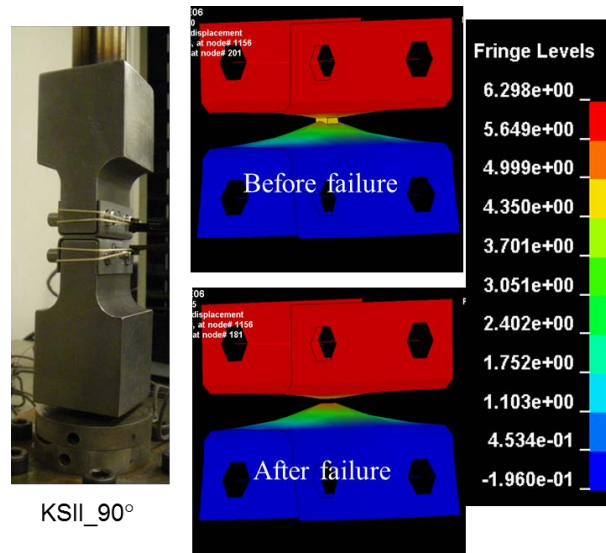 KSII_90°
06
0
displacement
, at node# 1156
at node# 201
Before failure
06
5
displacement
, at node# 1156
at node# 181
After failure
Fringe Levels
6.298e+00
5.649e+00
4.999e+00
4.350e+00
3.701e+00
3.051e+00
2.402e+00
1.752e+00
1.103e+00
4.534e-01
-1.960e-01